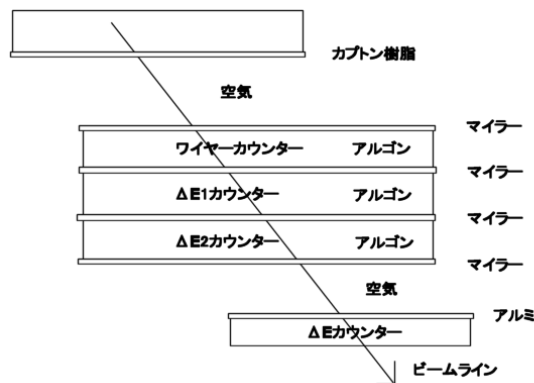 カプトン樹脂
空気
マイラー
ワイヤーカウンター アルゴン
マイラー
ΔE1カウンター アルゴン
マイラー
ΔE2カウンター アルゴン
マイラー
空気
アルミ
ΔEカウンター
ビームライン